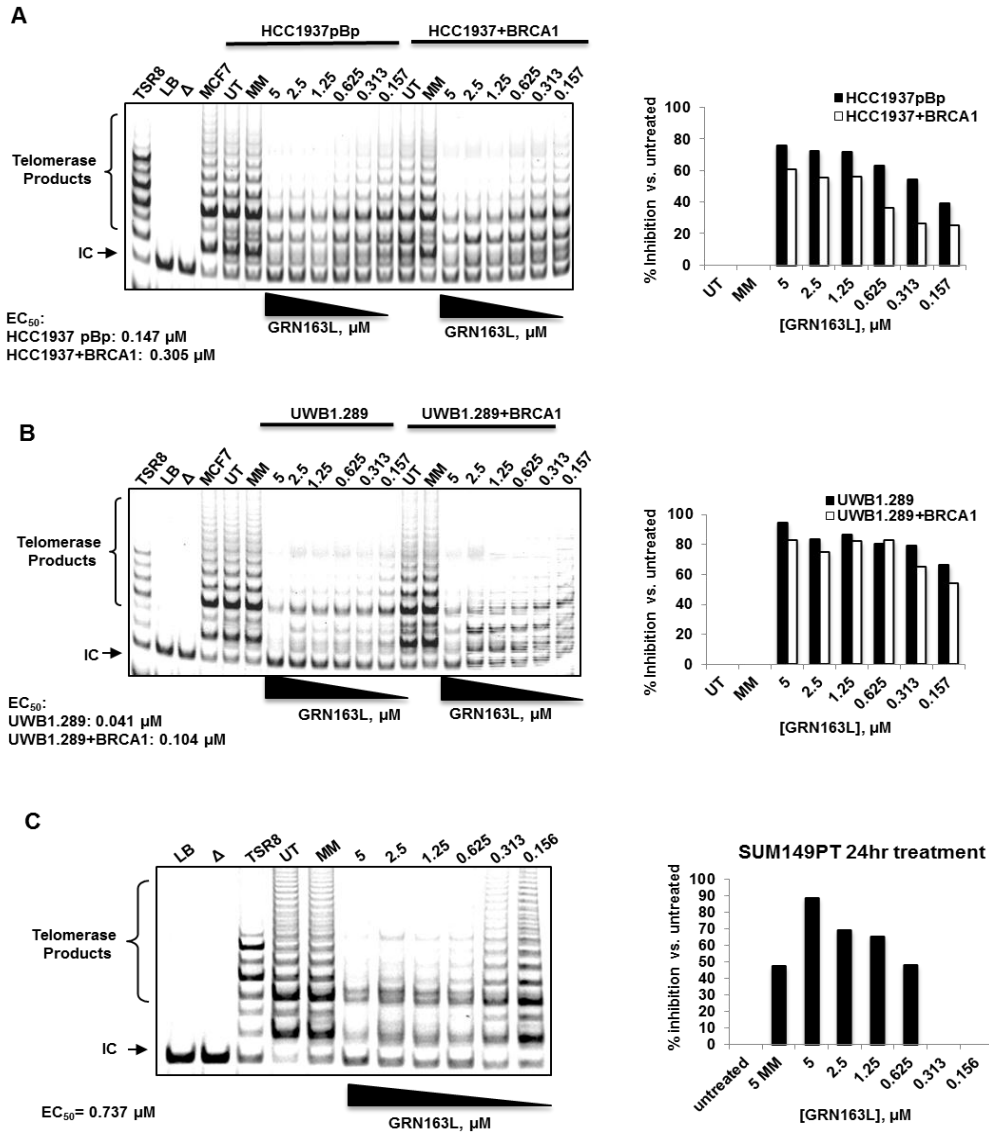 A
HCC1937pBp HCC1937+BRCA1
TSR8 LB Δ MCF7 UT MM 5 2.5 1.25 0.625 0.313 0.157 UT MM 5 2.5 1.25 0.625 0.313 0.157
Telomerase
Products
IC
GRN163L, µM GRN163L, µM
EC50:
HCC1937 pBp: 0.147 µM
HCC1937+BRCA1: 0.305 µM
HCC1937pBp
HCC1937+BRCA1
% Inhibition vs. untreated
100
80
60
40
20
0
UT MM 5 2.5 1.25 0.625 0.313 0.157
[GRN163L], µM
B
UWB1.289 UWB1.289+BRCA1
TSR8 LB Δ MCF7 UT MM 5 2.5 1.25 0.625 0.313 0.157 UT MM 5 2.5 1.25 0.625 0.313 0.157
Telomerase
Products
IC
GRN163L, µM GRN163L, µM
EC50:
UWB1.289: 0.041 µM
UWB1.289+BRCA1: 0.104 µM
UWB1.289
UWB1.289+BRCA1
% Inhibition vs. untreated
100
80
60
40
20
0
UT MM 5 2.5 1.25 0.625 0.313 0.157
[GRN163L], µM
C
LB Δ TSR8 UT MM 5 2.5 1.25 0.625 0.313 0.156
Telomerase
Products
IC
GRN163L, µM
EC50= 0.737 µM
SUM149PT 24hr treatment
% inhibition vs. untreated
100
90
80
70
60
50
40
30
20
10
0
untreated 5 MM 5 2.5 1.25 0.625 0.313 0.156
[GRN163L], µM